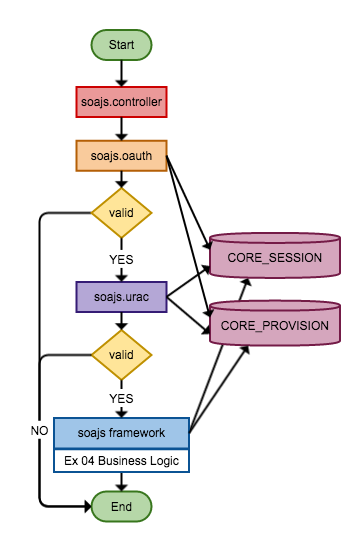 Start
soajs.controller
soajs.oauth
valid
YES
CORE_SESSION
soajs.urac
CORE_PROVISION
valid
YES
NO
soajs framework
Ex 04 Business Logic
End